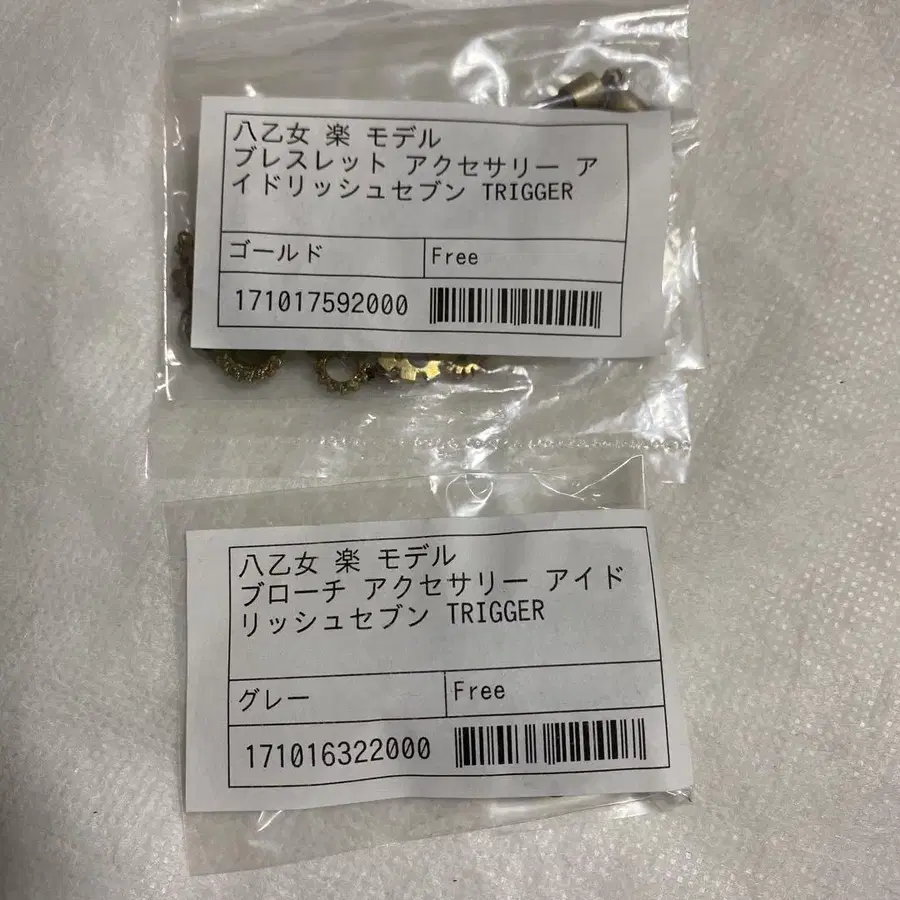 八乙女 楽 モデル
ブレスレット アクセサリー ア
イドリッシュセブン TRIGGER
ゴールド
Free
171017592000
八乙女 楽 モデル
ブローチ アクセサリー アイド
リッシュセブン TRIGGER
グレー
Free
171016322000